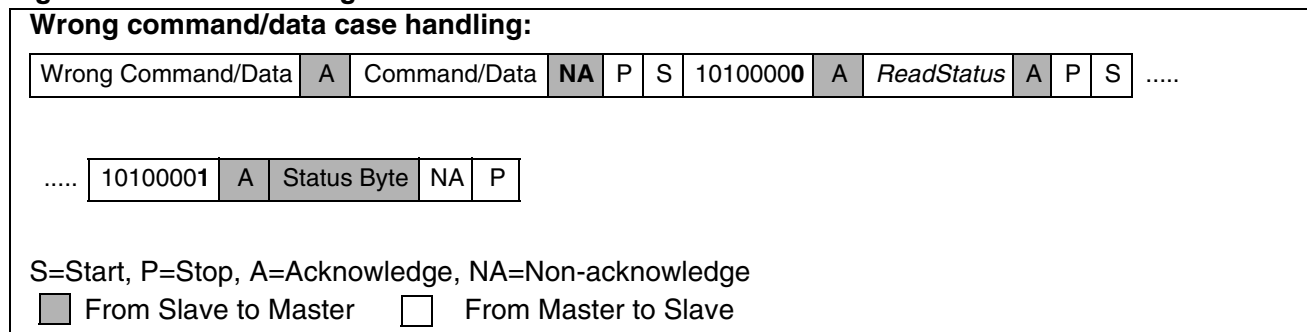 Wrong command/data case handling:
Wrong Command/Data A Command/Data NA P S 10100000 A ReadStatus A P S .....
..... 10100001 A Status Byte NA P
S=Start, P=Stop, A=Acknowledge, NA=Non-acknowledge
From Slave to Master From Master to Slave